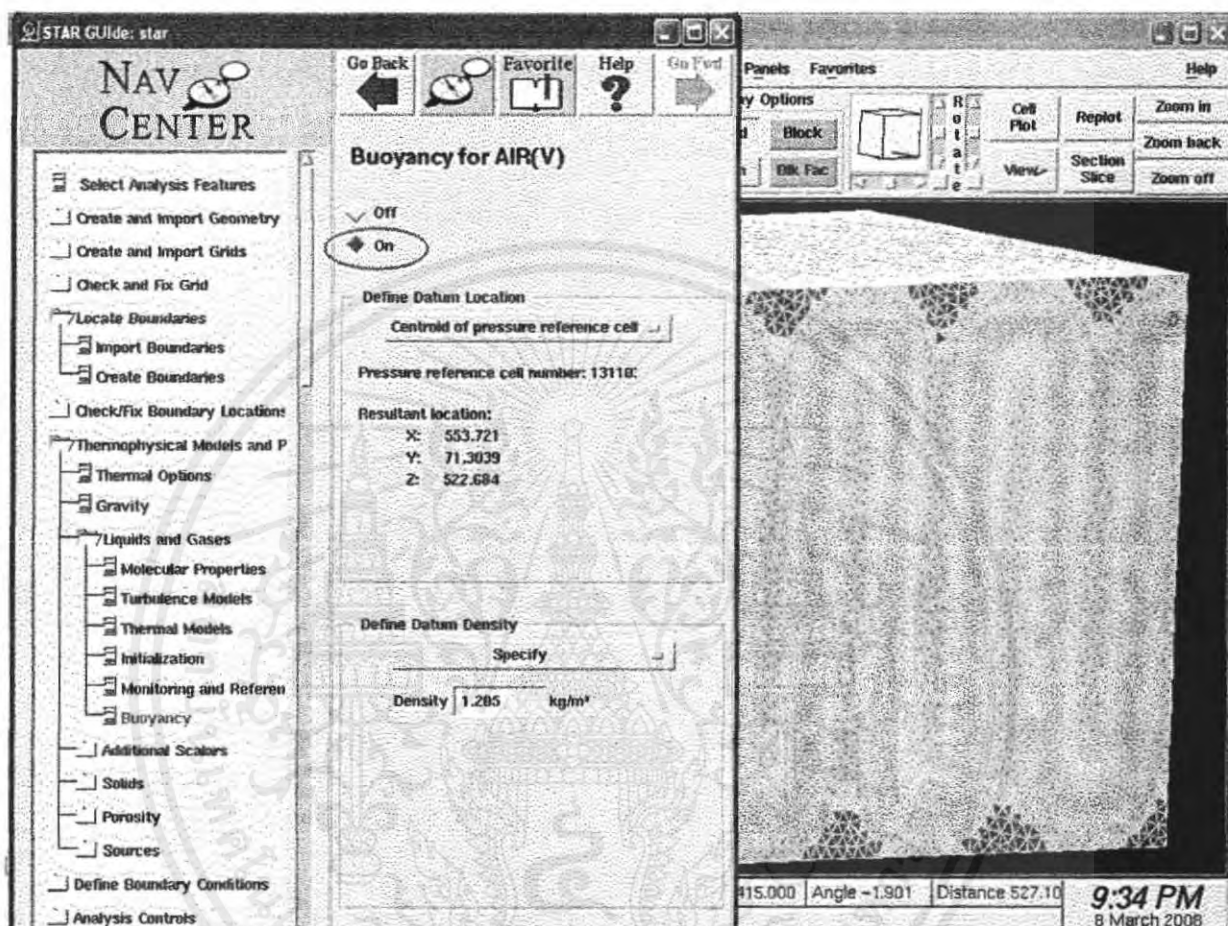 STAR GUIde: star
NAV CENTER
Select Analysis Features
Create and Import Geometry
Create and Import Grids
Check and Fix Grid
Locate Boundaries
Import Boundaries
Create Boundaries
Check/Fix Boundary Locations
Thermophysical Models and P
Thermal Options
Gravity
Liquids and Gases
Molecular Properties
Turbulence Models
Thermal Models
Initialization
Monitoring and Referen
Buoyancy
Additional Scalars
Solids
Porosity
Sources
Define Boundary Conditions
Analysis Controls
Go Back
Favorite
Help
Go Fwd
Buoyancy for AIR(V)
Off
On
Define Datum Location
Centroid of pressure reference cell
Pressure reference cell number: 13118
Resultant location:
X: 553.721
Y: 71.3039
Z: 522.684
Define Datum Density
Specify
Density 1.205 kg/m³
Panels Favorites Help
y Options
Block
Blk Fac
Rotate
Cell Plot
Replot
Zoom in
Zoom back
View
Section Slice
Zoom off
415.000 Angle -1.901 Distance 527.10
9:34 PM
8 March 2008